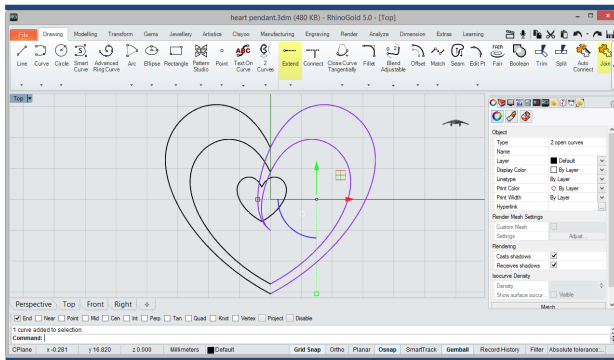 heart pendant.3dm (480 KB) - RhinoGold 5.0 - [Top]
File Drawing Modelling Transform Gems Jewellery Artistics Clayoo Manufacturing Engraving Render Analyze Dimension Extras Learning
Line Curve Circle Smart Curve Advanced Ring Curve Arc Ellipse Rectangle Pattern Studio Point Text On Curve 2 Curves Extend Connect Close Curve Tangentially Fillet Blend Adjustable Offset Match Seam Edit Pt Fair Boolean Trim Split Auto Connect Join
Top
Object
Type 2 open curves
Name
Layer Default
Display Color By Layer
Linetype By Layer
Print Color By Layer
Print Width By Layer
Hyperlink
Render Mesh Settings
Custom Mesh
Settings Adjust...
Rendering
Casts shadows
Receives shadows
Isocurve Density
Density
Show surface isocur... Visible
Match
Perspective Top Front Right
End Near Point Mid Cen Int Perp Tan Quad Knot Vertex Project Disable
1 curve added to selection.
Command:
CPlane x -0.281 y 16.820 z 0.000 Millimeters Default Grid Snap Ortho Planar Osnap SmartTrack Gumball Record History Filter Absolute tolerance:...